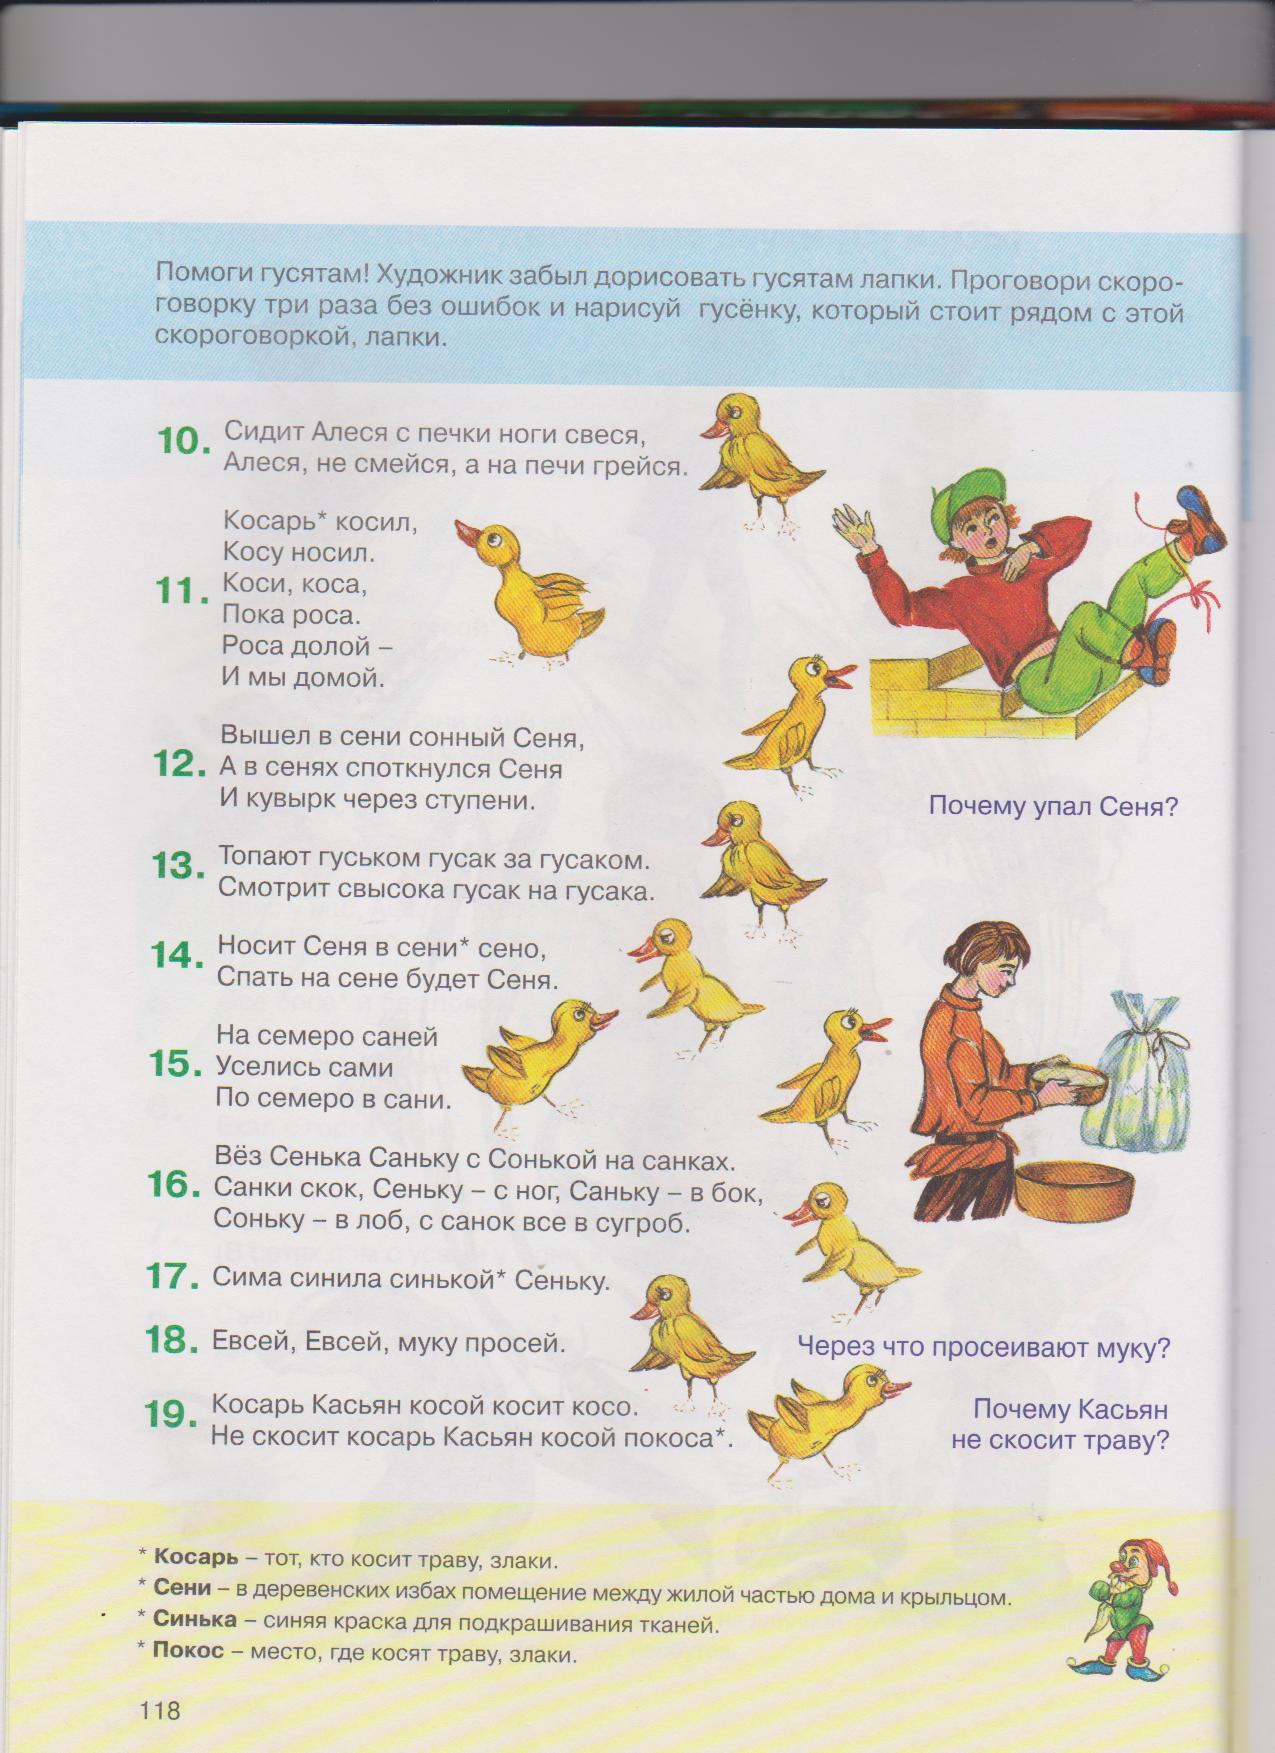 Помоги гусятам! Художник забыл дорисовать гусятам лапки. Проговори скоро-
говорку три раза без ошибок и нарисуй гусёнку, который стоит рядом с этой
скороговоркой, лапки.
10. Сидит Алеся с печки ноги свеся,
Алеся, не смейся, а на печи грейся.
11. Косарь* косил,
Косу носил.
Коси, коса,
Пока роса.
Роса долой –
И мы домой.
12. Вышел в сени сонный Сеня,
А в сенях споткнулся Сеня
И кувырк через ступени.
Почему упал Сеня?
13. Топают гуськом гусак за гусаком.
Смотрит свысока гусак на гусака.
14. Носит Сеня в сени* сено,
Спать на сене будет Сеня.
15. На семеро саней
Уселись сами
По семеро в сани.
16. Вёз Сенька Саньку с Сонькой на санках.
Санки скок, Сеньку – с ног, Саньку – в бок,
Соньку – в лоб, с санок все в сугроб.
17. Сима синила синькой* Сеньку.
18. Евсей, Евсей, муку просей.
Через что просеивают муку?
19. Косарь Касьян косой косит косо.
Не скосит косарь Касьян косой покоса*.
Почему Касьян
не скосит траву?
* Косарь – тот, кто косит траву, злаки.
* Сени – в деревенских избах помещение между жилой частью дома и крыльцом.
* Синька – синяя краска для подкрашивания тканей.
* Покос – место, где косят траву, злаки.
118